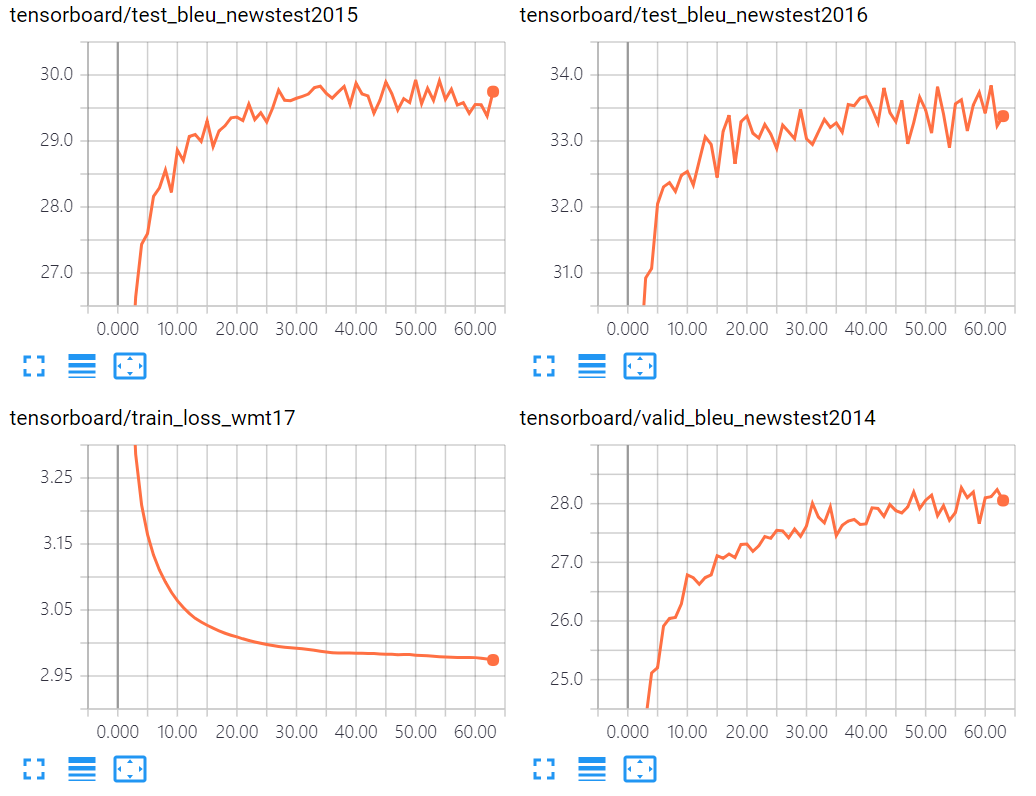 tensorboard/test_bleu_newstest2015
30.0
29.0
28.0
27.0
0.000 10.00 20.00 30.00 40.00 50.00 60.00
tensorboard/test_bleu_newstest2016
34.0
33.0
32.0
31.0
0.000 10.00 20.00 30.00 40.00 50.00 60.00
tensorboard/train_loss_wmt17
3.25
3.15
3.05
2.95
0.000 10.00 20.00 30.00 40.00 50.00 60.00
tensorboard/valid_bleu_newstest2014
28.0
27.0
26.0
25.0
0.000 10.00 20.00 30.00 40.00 50.00 60.00